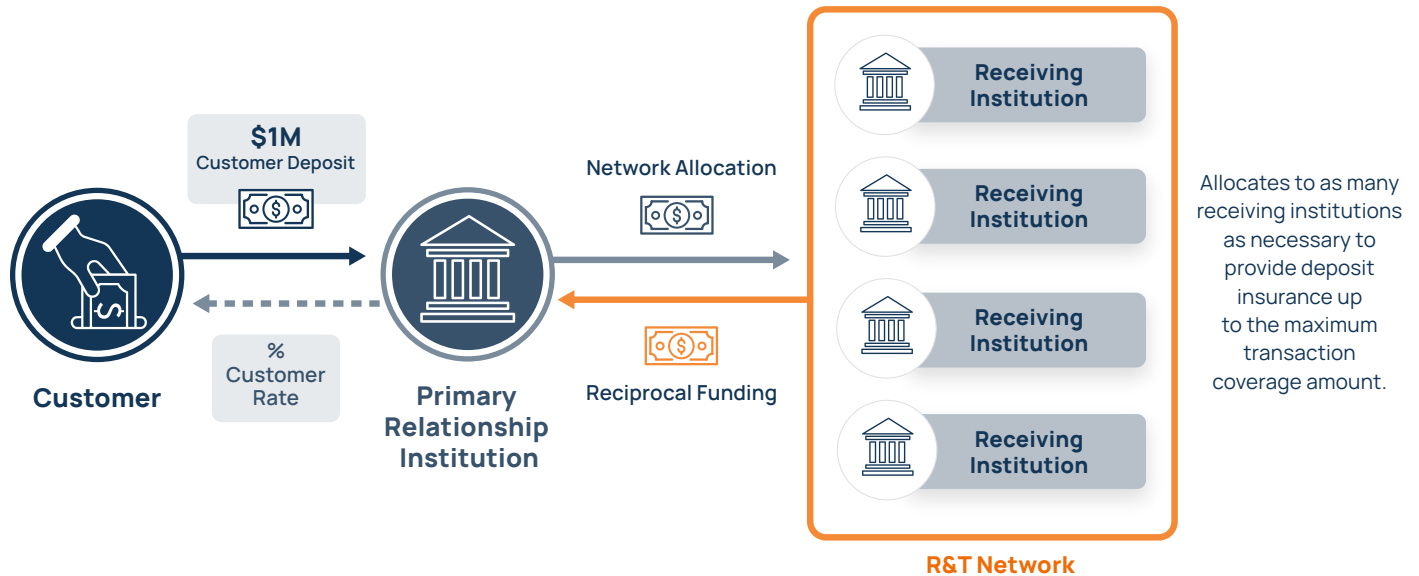 $1M
Customer Deposit
%
Customer
Rate
Customer
Primary
Relationship
Institution
Network Allocation
Reciprocal Funding
Receiving
Institution
Receiving
Institution
Receiving
Institution
Receiving
Institution
R&T Network
Allocates to as many
receiving institutions
as necessary to
provide deposit
insurance up
to the maximum
transaction
coverage amount.